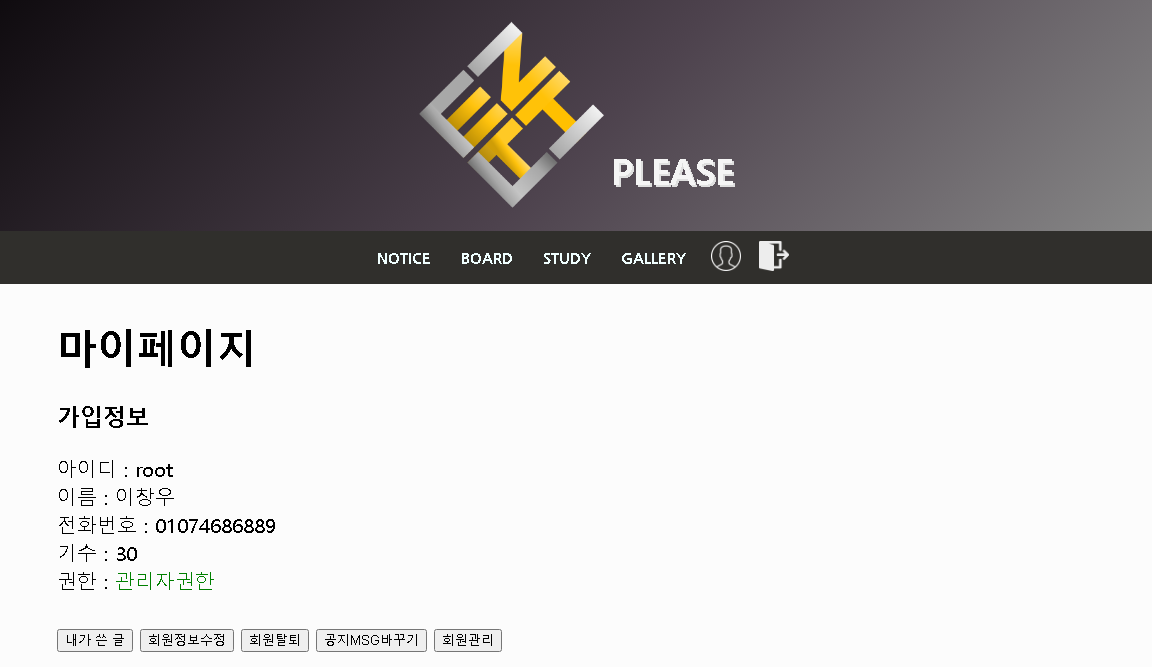 PLEASE
NOTICE BOARD STUDY GALLERY
마이페이지
가입정보
아이디 : root
이름 : 이창우
전화번호 : 01074686889
기수 : 30
권한 : 관리자권한
내가 쓴 글 회원정보수정 회원탈퇴 공지MSG바꾸기 회원관리